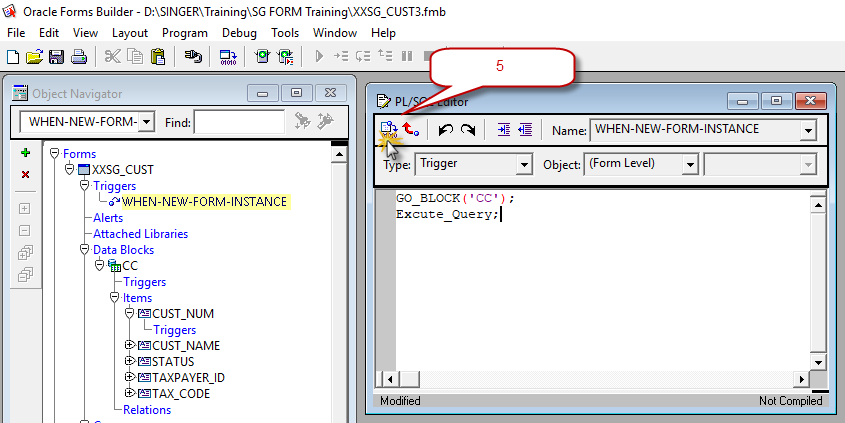 Oracle Forms Builder - D:\SINGER\Training\SG FORM Training\XXSG_CUST3.fmb
File Edit View Layout Program Debug Tools Window Help
5
Object Navigator
PL/SQL Editor
WHEN-NEW-FORM- Find:
Name: WHEN-NEW-FORM-INSTANCE
Type: Trigger Object: (Form Level)
Forms
XXSG_CUST
Triggers
WHEN-NEW-FORM-INSTANCE
Alerts
Attached Libraries
Data Blocks
CC
Triggers
Items
CUST_NUM
Triggers
CUST_NAME
STATUS
TAXPAYER_ID
TAX_CODE
Relations
GO_BLOCK('CC');
Excute_Query;
Modified Not Compiled